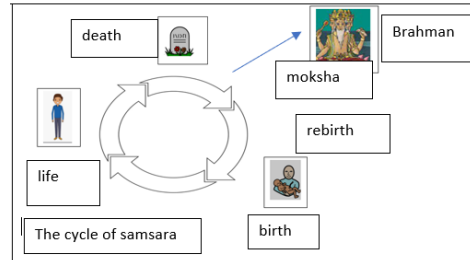 death
Brahman
moksha
rebirth
life
birth
The cycle of samsara